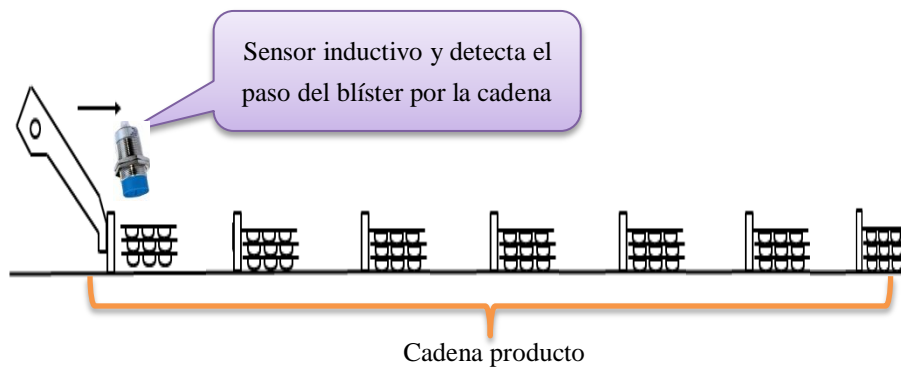 Sensor inductivo y detecta el
paso del blíster por la cadena
Cadena producto